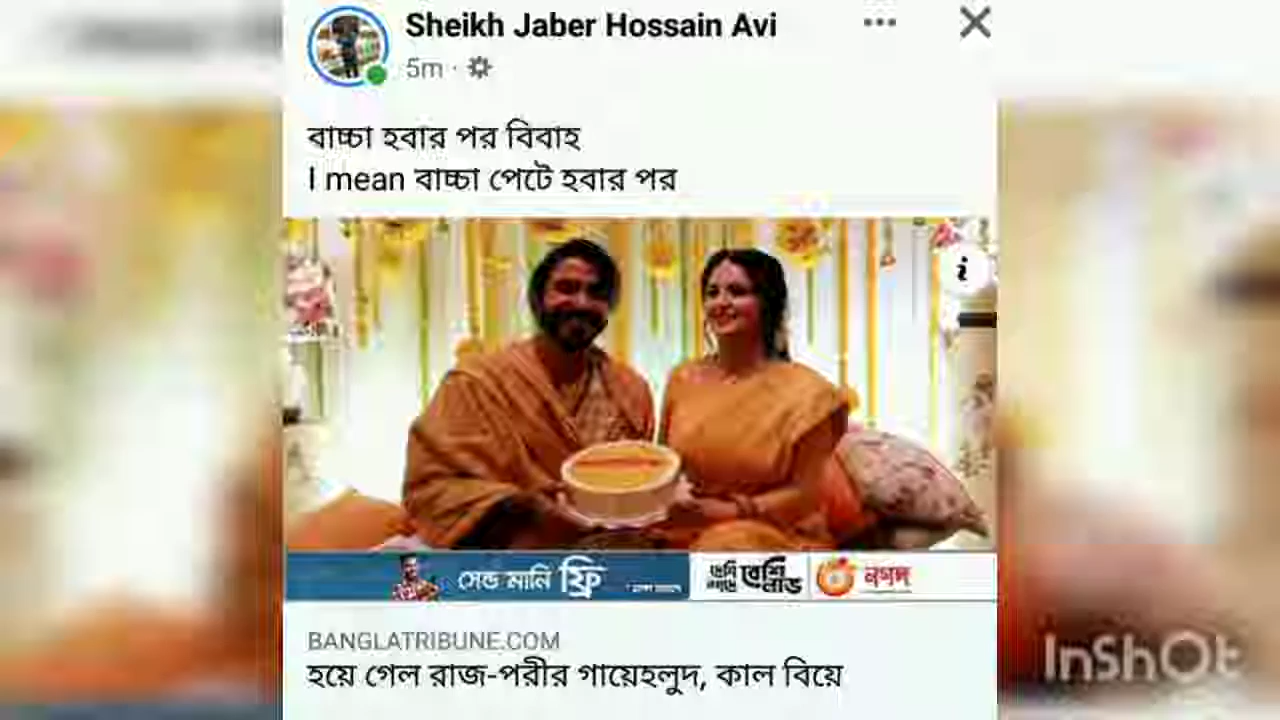 Sheikh Jaber Hossain Avi
5m
বাচ্চা হবার পর বিবাহ
I mean বাচ্চা পেটে হবার পর
সেন্ড মানি ফ্রি
বেশি লাভ
নগদ
BANGLATRIBUNE.COM
হয়ে গেল রাজ-পরীর গায়েহলুদ, কাল বিয়ে
InShOt